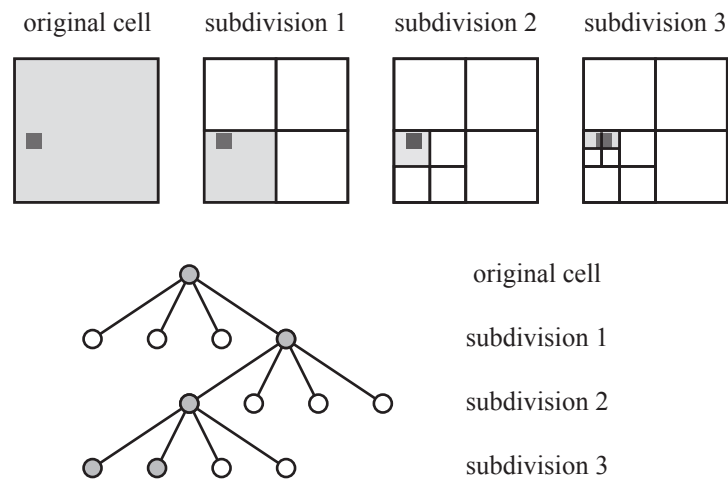 original cell subdivision 1 subdivision 2 subdivision 3
original cell
subdivision 1
subdivision 2
subdivision 3